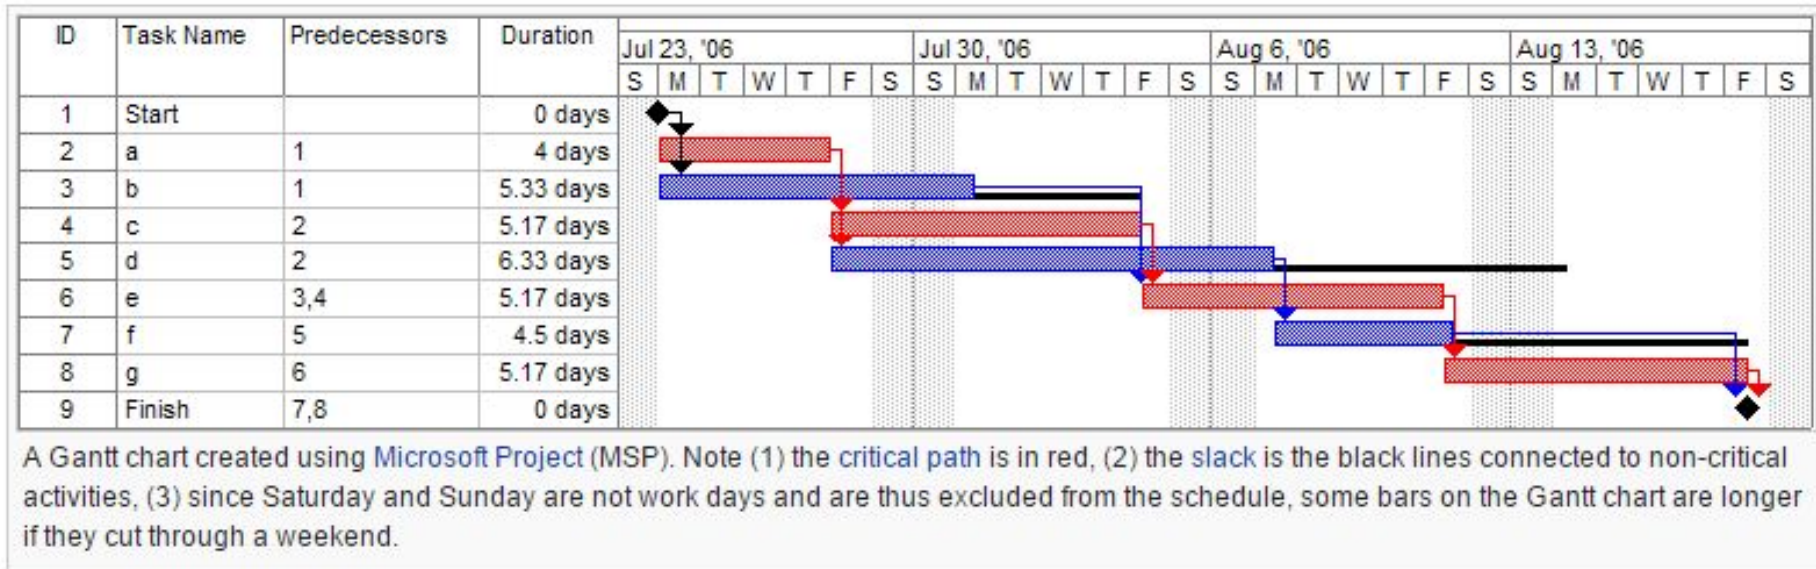 ID Task Name Predecessors Duration
Jul 23, '06 Jul 30, '06 Aug 6, '06 Aug 13, '06
S M T W T F S S M T W T F S S M T W T F S S M T W T F S
1 Start 0 days
2 a 1 4 days
3 b 1 5.33 days
4 c 2 5.17 days
5 d 2 6.33 days
6 e 3,4 5.17 days
7 f 5 4.5 days
8 g 6 5.17 days
9 Finish 7,8 0 days
A Gantt chart created using Microsoft Project (MSP). Note (1) the critical path is in red, (2) the slack is the black lines connected to non-critical
activities, (3) since Saturday and Sunday are not work days and are thus excluded from the schedule, some bars on the Gantt chart are longer
if they cut through a weekend.